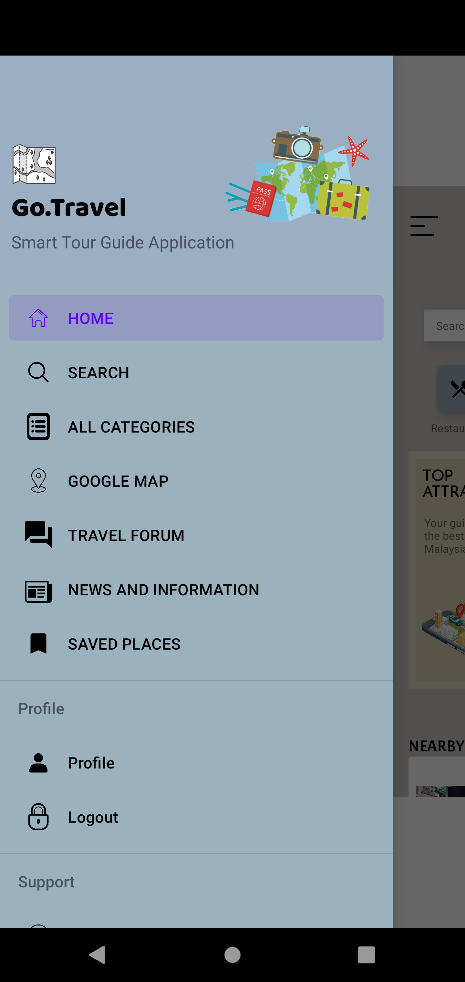 PASS
Go.Travel
Smart Tour Guide Application
HOME
SEARCH
ALL CATEGORIES
GOOGLE MAP
TRAVEL FORUM
NEWS AND INFORMATION
SAVED PLACES
Profile
Profile
Logout
Support
Searc
Restau
TOP
ATTRA
Your gui
the best
Malaysia
NEARBY